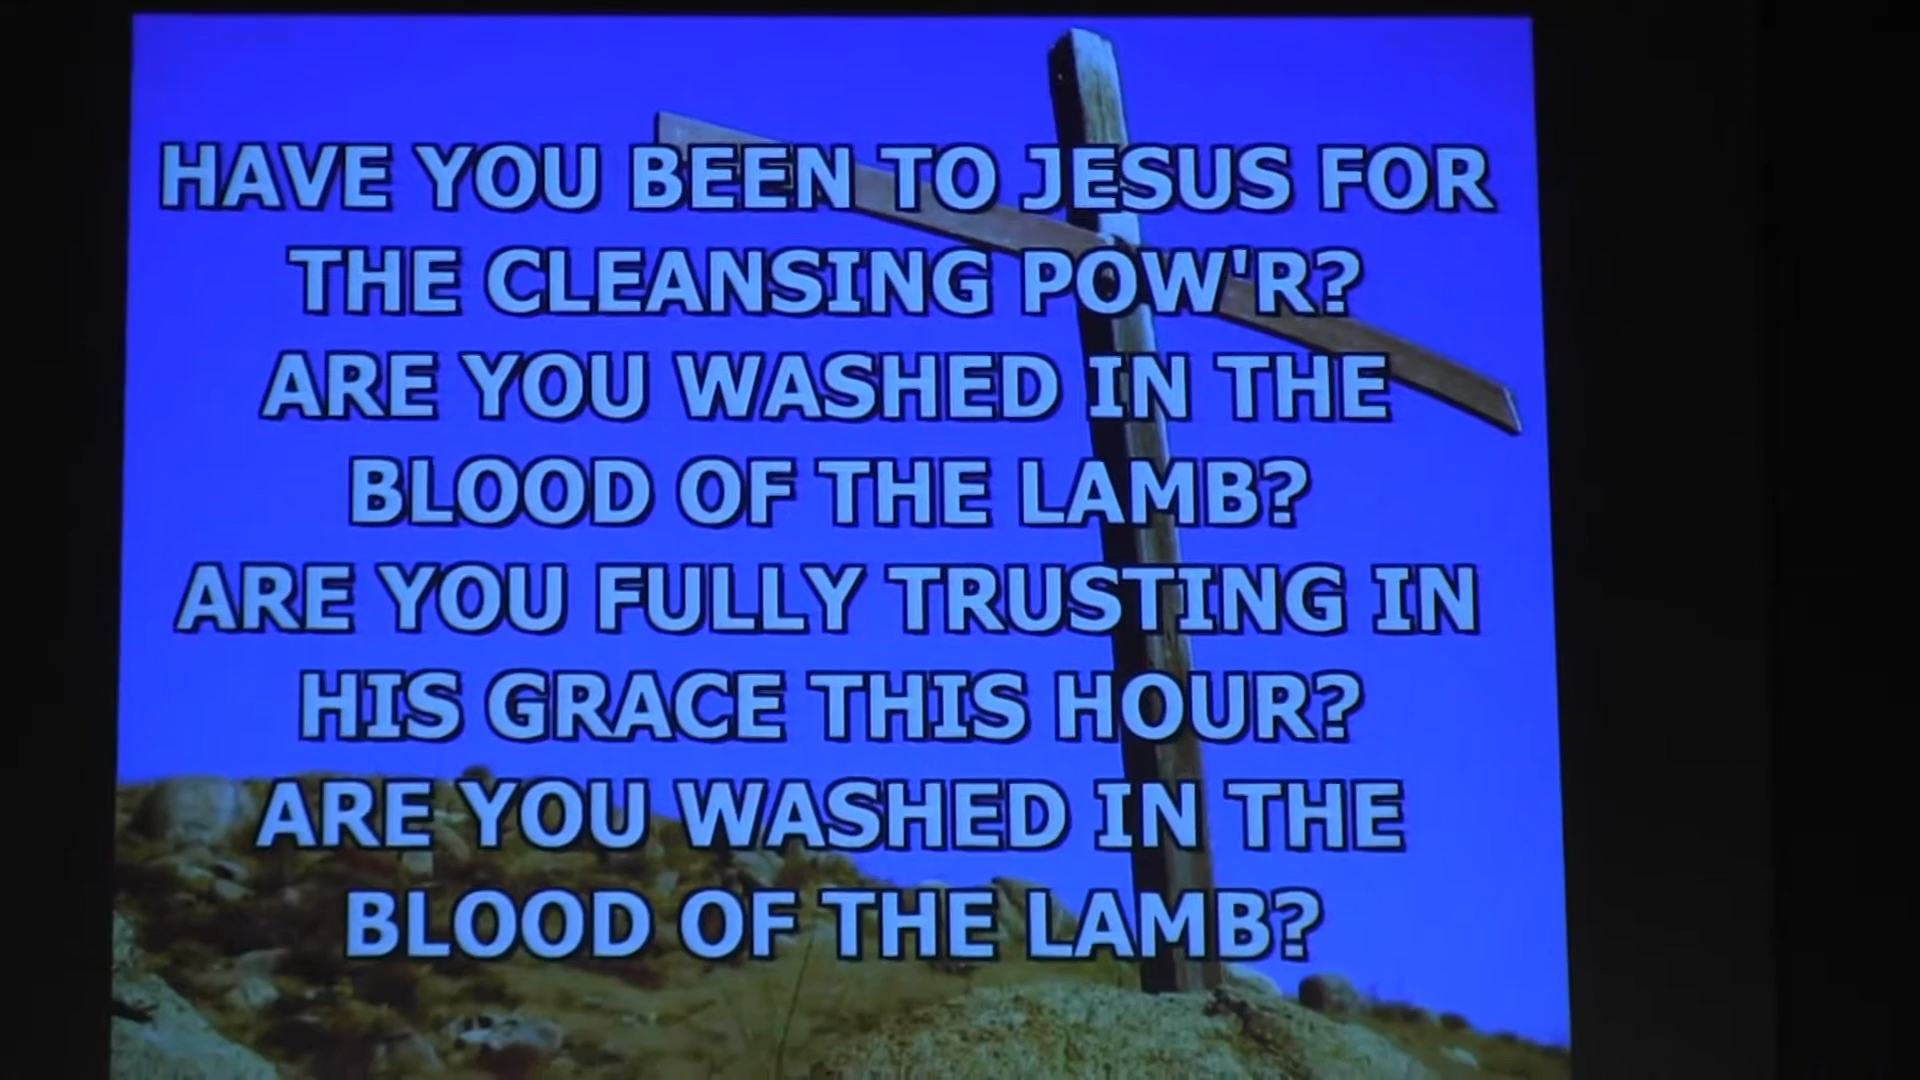 HAVE YOU BEEN TO JESUS FOR
THE CLEANSING POW'R?
ARE YOU WASHED IN THE
BLOOD OF THE LAMB?
ARE YOU FULLY TRUSTING IN
HIS GRACE THIS HOUR?
ARE YOU WASHED IN THE
BLOOD OF THE LAMB?